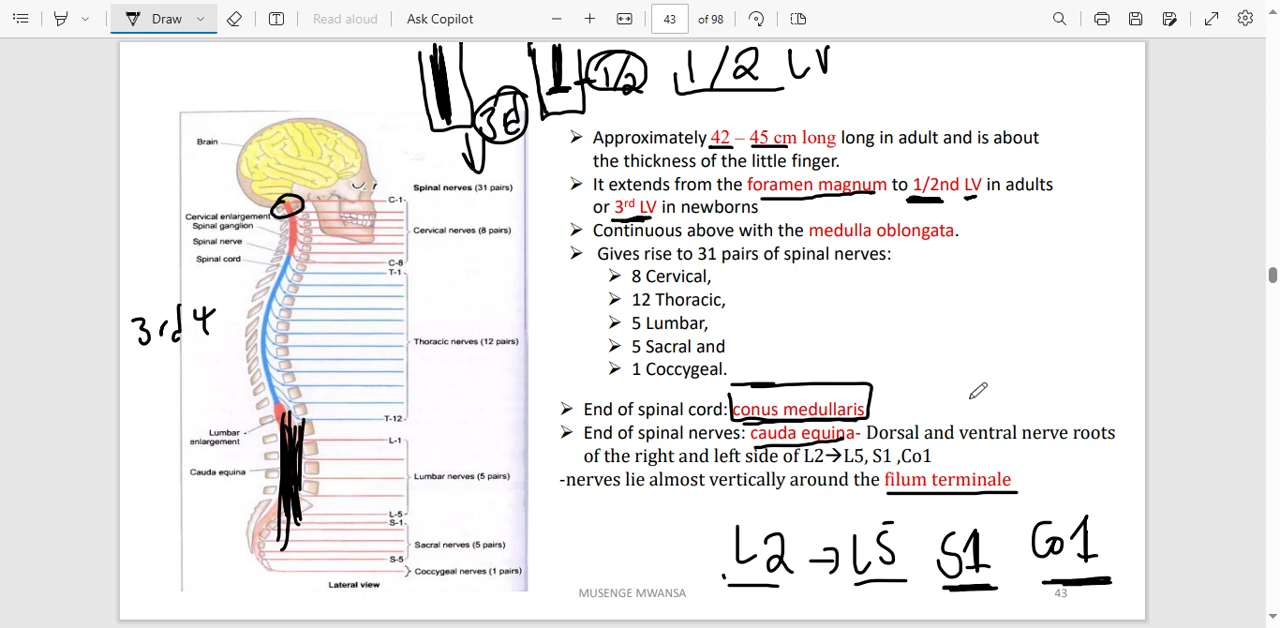 Draw
Read aloud
Ask Copilot
43
of 98
1/2
1/2 LV
3rd
Approximately 42 – 45 cm long long in adult and is about
the thickness of the little finger.
It extends from the foramen magnum to 1/2nd LV in adults
or 3rd LV in newborns
Continuous above with the medulla oblongata.
Gives rise to 31 pairs of spinal nerves:
8 Cervical,
12 Thoracic,
5 Lumbar,
5 Sacral and
1 Coccygeal.
End of spinal cord: conus medullaris
End of spinal nerves: cauda equina- Dorsal and ventral nerve roots
of the right and left side of L2→L5, S1 ,Co1
-nerves lie almost vertically around the filum terminale
L2 → L5 S1 Co1
MUSENGE MWANSA
43
Brain
Spinal nerves (31 pairs)
C-1
Cervical enlargement
Spinal ganglion
Cervical nerves (8 pairs)
Spinal nerve
Spinal cord
C-8
T-1
3rd 4
Thoracic nerves (12 pairs)
T-12
Lumbar
enlargement
L-1
Cauda equina
Lumbar nerves (5 pairs)
L-5
S-1
Sacral nerves (5 pairs)
S-5
Coccygeal nerves (1 pairs)
Lateral view